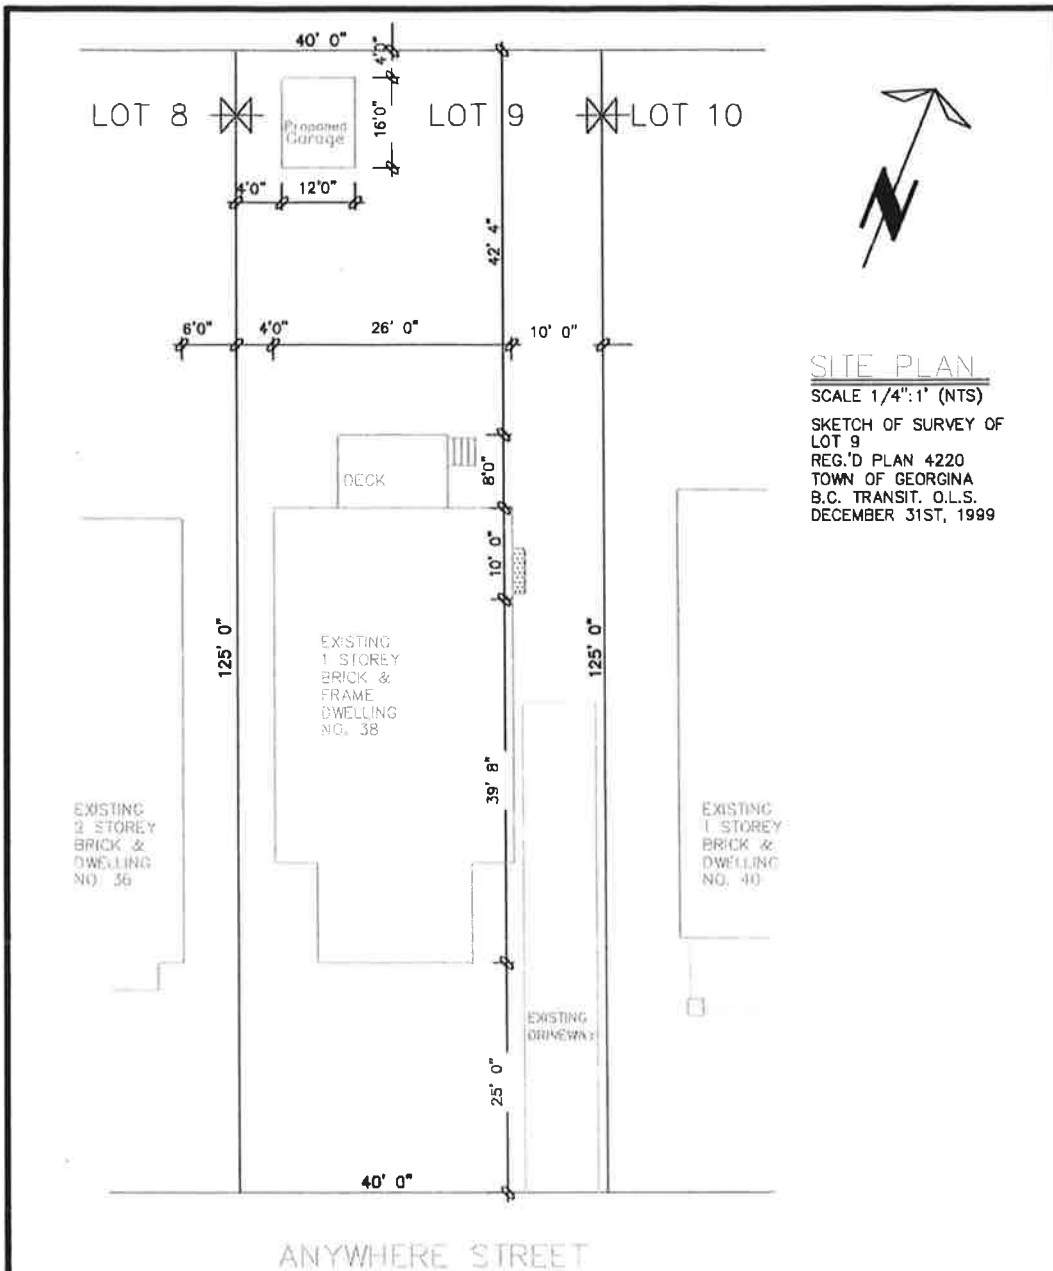 40' 0"
4'0"
LOT 8
Proposed
Garage
16'0"
LOT 9
LOT 10
4'0"
12'0"
N
42' 4"
6'0"
4'0"
26' 0"
10' 0"
SITE PLAN
SCALE 1/4":1' (NTS)
SKETCH OF SURVEY OF
LOT 9
REG.'D PLAN 4220
TOWN OF GEORGINA
B.C. TRANSIT. O.L.S.
DECEMBER 31ST, 1999
DECK
8'0"
10' 0"
125' 0"
125' 0"
EXISTING
1 STOREY
BRICK &
FRAME
DWELLING
NO. 38
39' 8"
EXISTING
2 STOREY
BRICK &
DWELLING
NO. 36
EXISTING
1 STOREY
BRICK &
DWELLING
NO. 40
EXISTING
DRIVEWAY
25' 0"
40' 0"
ANYWHERE STREET